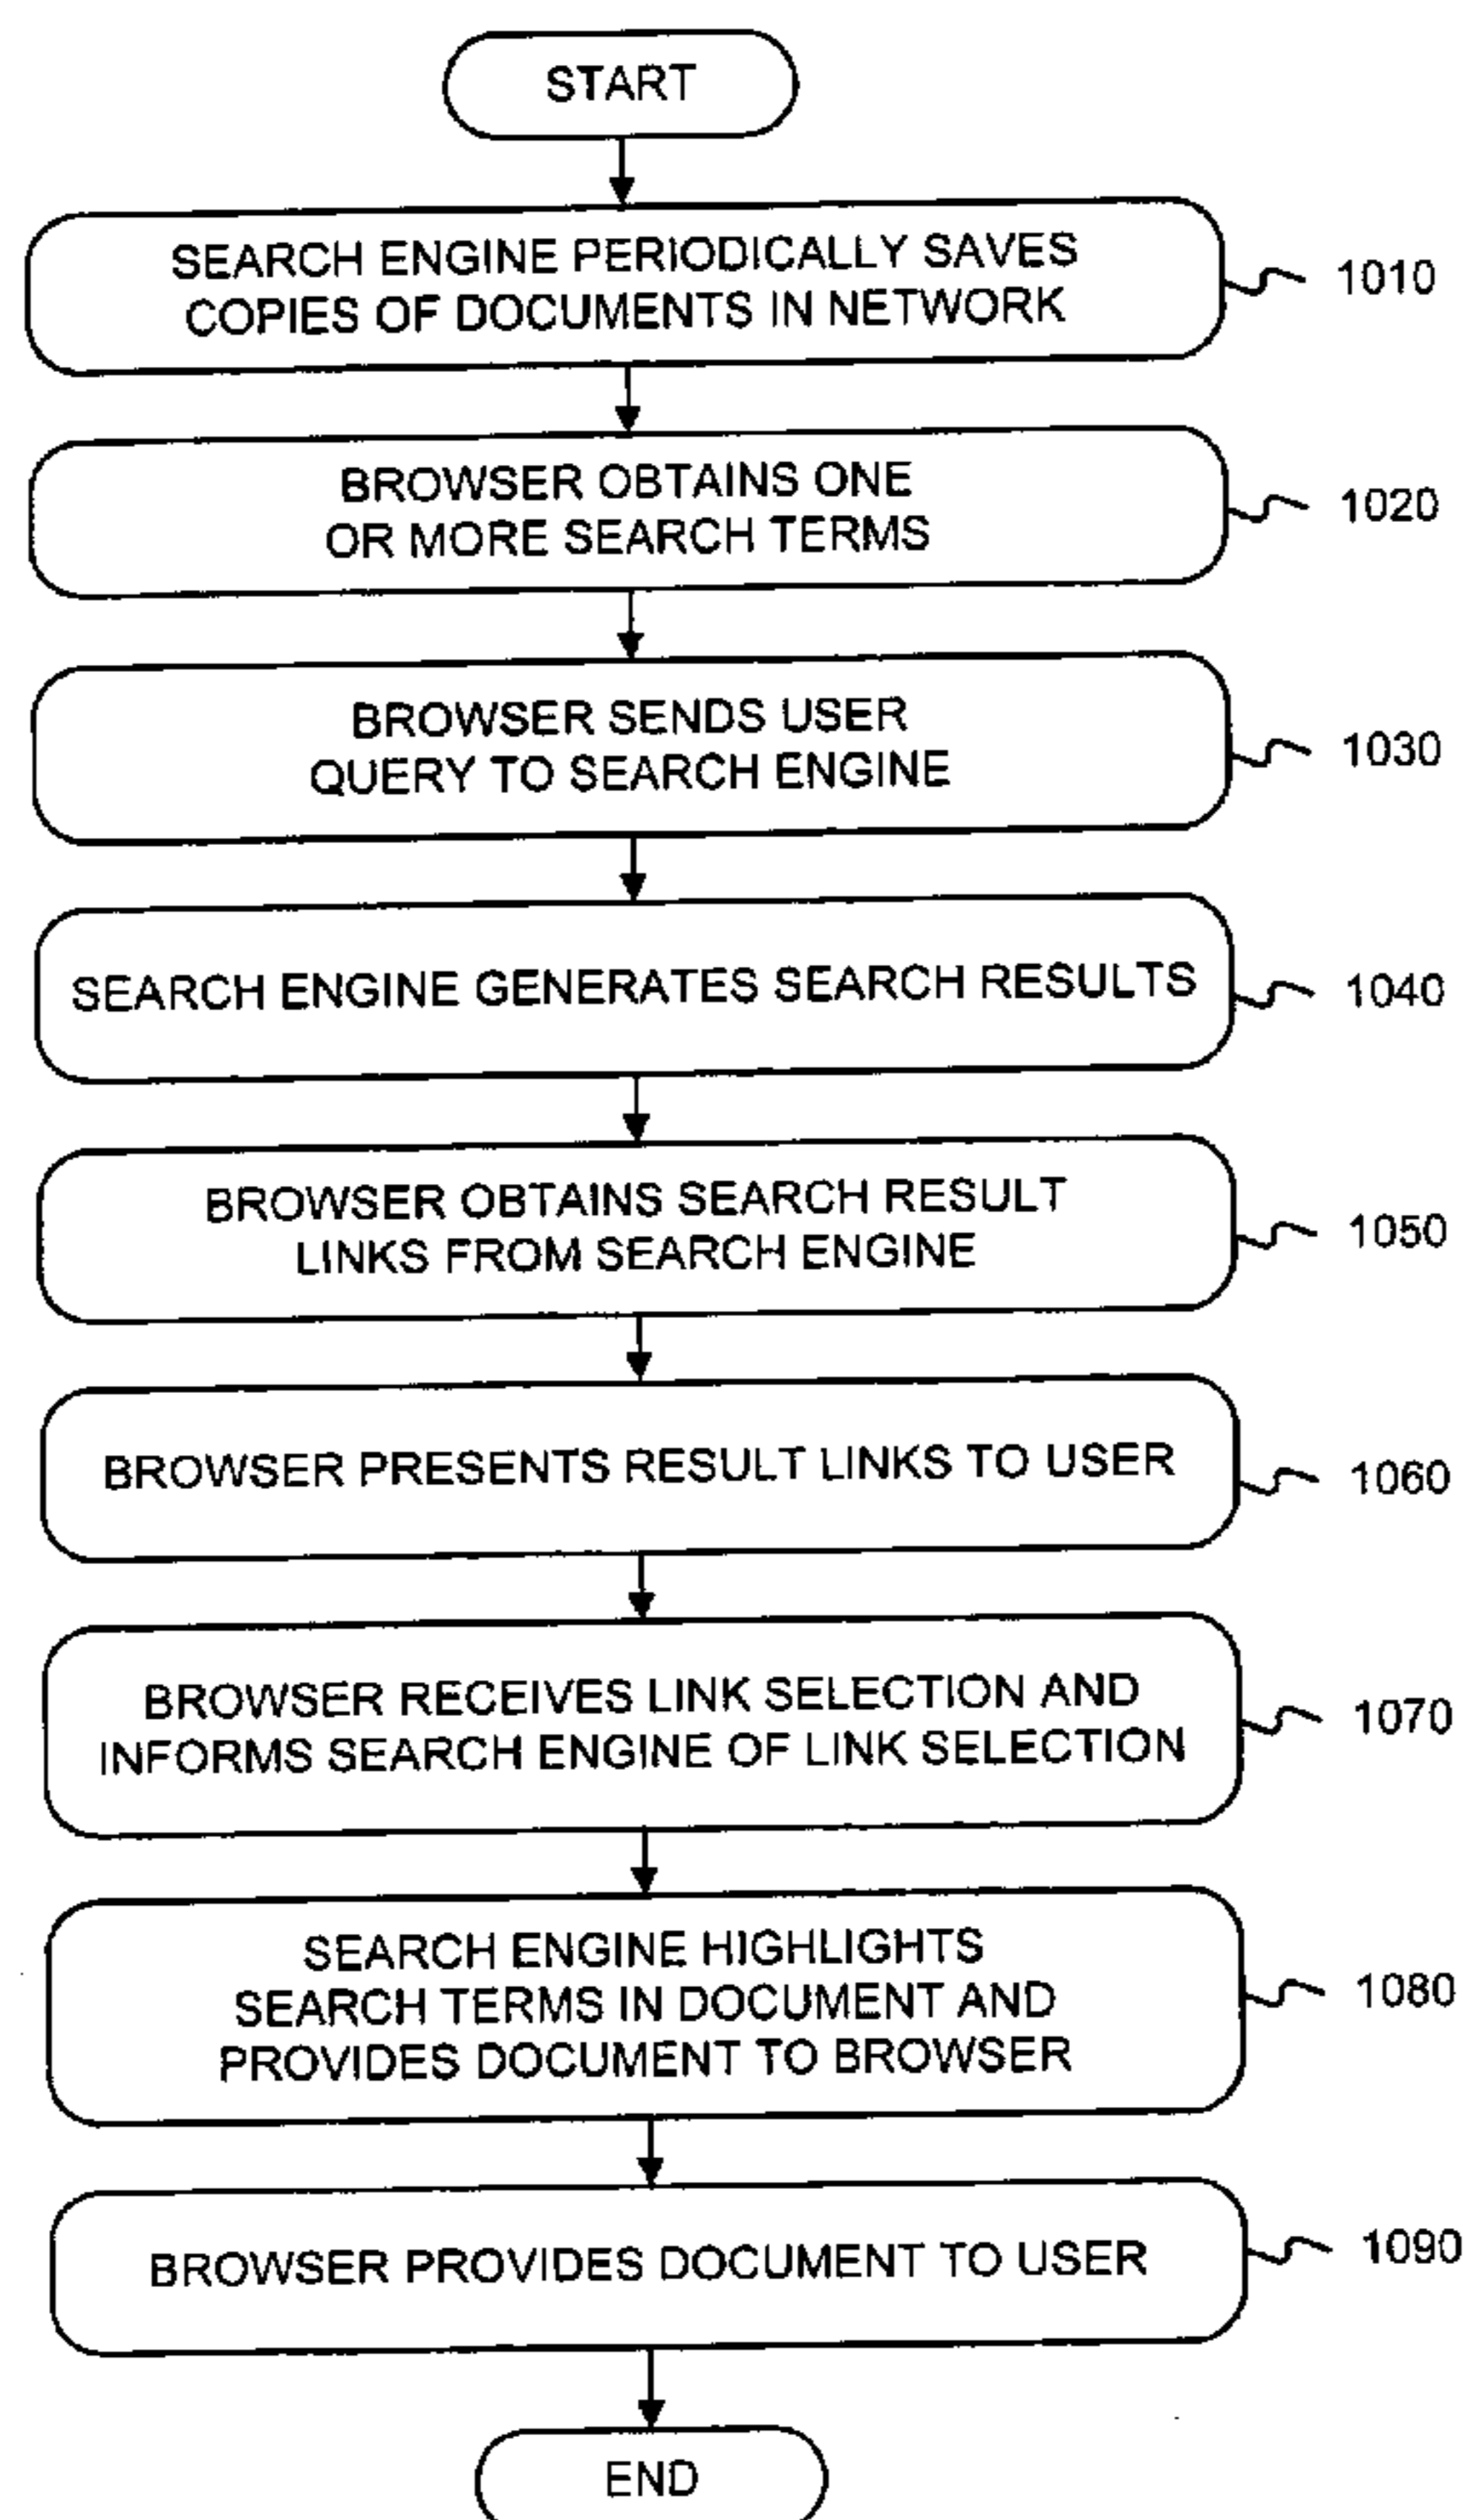 START
SEARCH ENGINE PERIODICALLY SAVES
COPIES OF DOCUMENTS IN NETWORK
1010
BROWSER OBTAINS ONE
OR MORE SEARCH TERMS
1020
BROWSER SENDS USER
QUERY TO SEARCH ENGINE
1030
SEARCH ENGINE GENERATES SEARCH RESULTS
1040
BROWSER OBTAINS SEARCH RESULT
LINKS FROM SEARCH ENGINE
1050
BROWSER PRESENTS RESULT LINKS TO USER
1060
BROWSER RECEIVES LINK SELECTION AND
INFORMS SEARCH ENGINE OF LINK SELECTION
1070
SEARCH ENGINE HIGHLIGHTS
SEARCH TERMS IN DOCUMENT AND
PROVIDES DOCUMENT TO BROWSER
1080
BROWSER PROVIDES DOCUMENT TO USER
1090
END